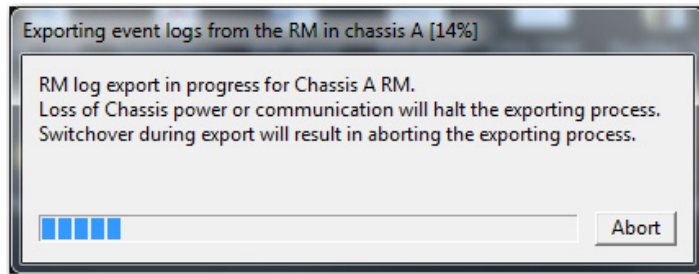 Exporting event logs from the RM in chassis A [14%]
RM log export in progress for Chassis A RM.
Loss of Chassis power or communication will halt the exporting process.
Switchover during export will result in aborting the exporting process.
Abort